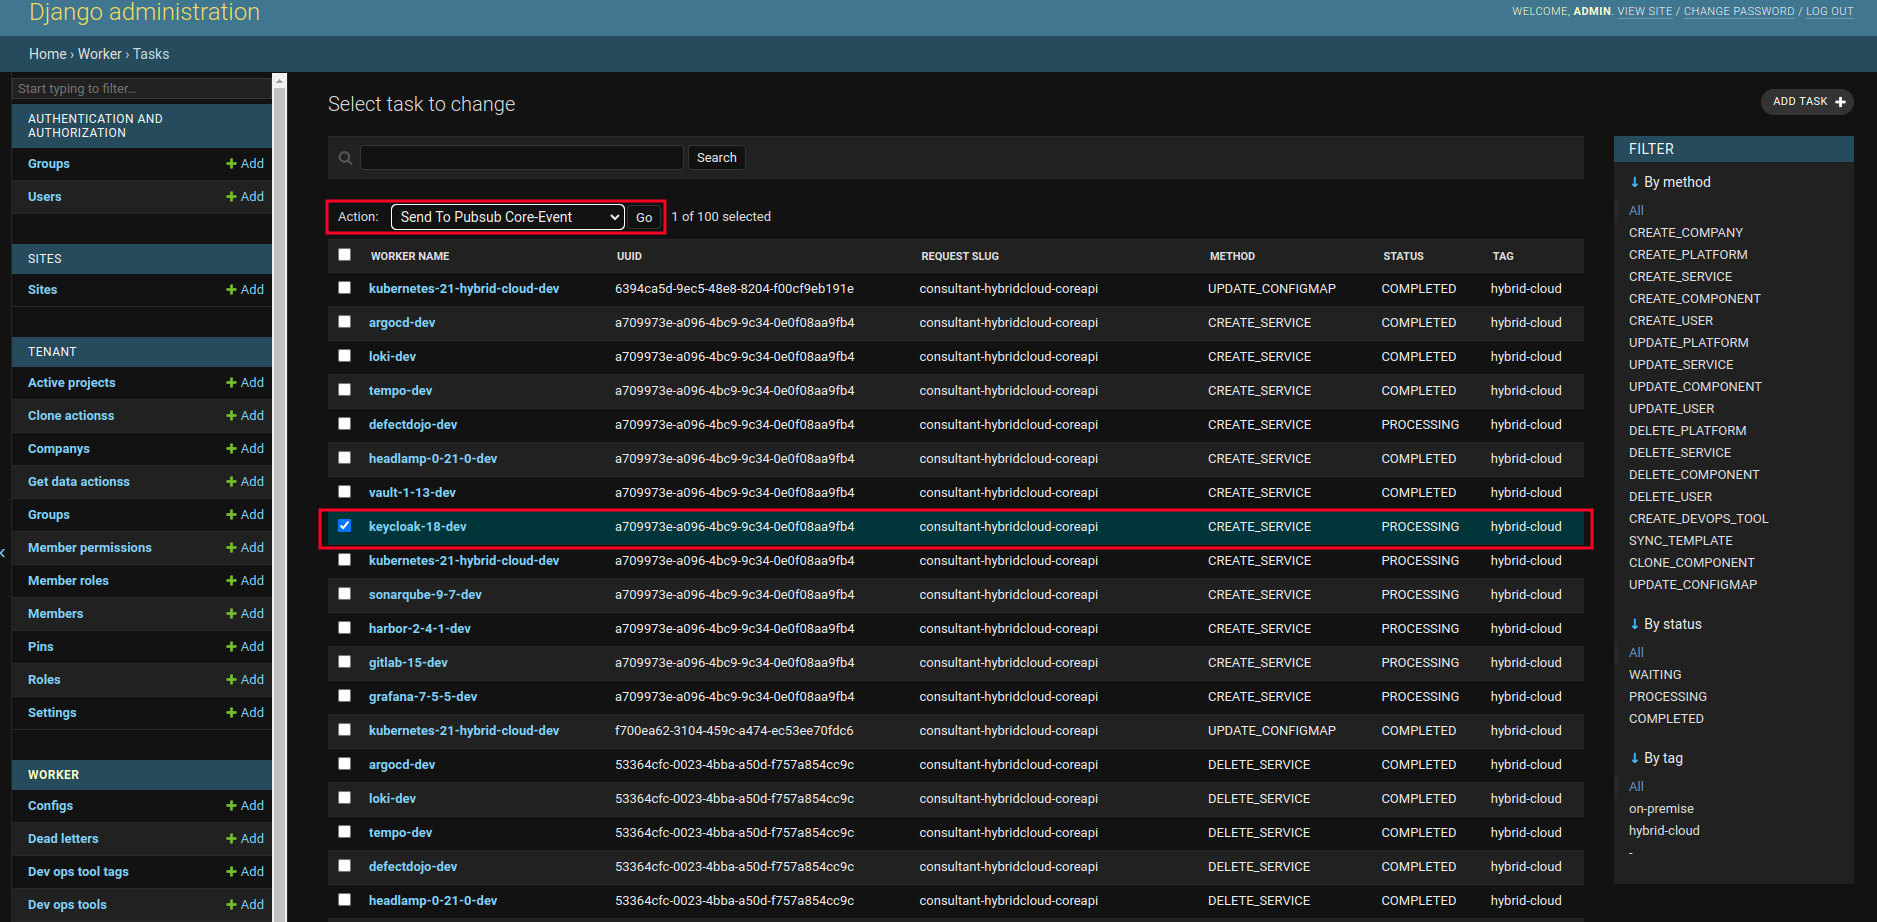 Django administration
WELCOME, ADMIN. VIEW SITE / CHANGE PASSWORD / LOG OUT
Home › Worker › Tasks
Start typing to filter...
AUTHENTICATION AND
AUTHORIZATION
Groups + Add
Users + Add
SITES
Sites + Add
TENANT
Active projects + Add
Clone actionss + Add
Companys + Add
Get data actionss + Add
Groups + Add
Member permissions + Add
Member roles + Add
Members + Add
Pins + Add
Roles + Add
Settings + Add
WORKER
Configs + Add
Dead letters + Add
Dev ops tool tags + Add
Dev ops tools + Add
Select task to change
ADD TASK +
Search
Action: Send To Pubsub Core-Event Go 1 of 100 selected
WORKER NAME UUID REQUEST SLUG METHOD STATUS TAG
kubernetes-21-hybrid-cloud-dev 6394ca5d-9ec5-48e8-8204-f00cf9eb191e consultant-hybridcloud-coreapi UPDATE_CONFIGMAP COMPLETED hybrid-cloud
argocd-dev a709973e-a096-4bc9-9c34-0e0f08aa9fb4 consultant-hybridcloud-coreapi CREATE_SERVICE COMPLETED hybrid-cloud
loki-dev a709973e-a096-4bc9-9c34-0e0f08aa9fb4 consultant-hybridcloud-coreapi CREATE_SERVICE COMPLETED hybrid-cloud
tempo-dev a709973e-a096-4bc9-9c34-0e0f08aa9fb4 consultant-hybridcloud-coreapi CREATE_SERVICE COMPLETED hybrid-cloud
defectdojo-dev a709973e-a096-4bc9-9c34-0e0f08aa9fb4 consultant-hybridcloud-coreapi CREATE_SERVICE PROCESSING hybrid-cloud
headlamp-0-21-0-dev a709973e-a096-4bc9-9c34-0e0f08aa9fb4 consultant-hybridcloud-coreapi CREATE_SERVICE COMPLETED hybrid-cloud
vault-1-13-dev a709973e-a096-4bc9-9c34-0e0f08aa9fb4 consultant-hybridcloud-coreapi CREATE_SERVICE COMPLETED hybrid-cloud
keycloak-18-dev a709973e-a096-4bc9-9c34-0e0f08aa9fb4 consultant-hybridcloud-coreapi CREATE_SERVICE PROCESSING hybrid-cloud
kubernetes-21-hybrid-cloud-dev a709973e-a096-4bc9-9c34-0e0f08aa9fb4 consultant-hybridcloud-coreapi CREATE_SERVICE PROCESSING hybrid-cloud
sonarqube-9-7-dev a709973e-a096-4bc9-9c34-0e0f08aa9fb4 consultant-hybridcloud-coreapi CREATE_SERVICE PROCESSING hybrid-cloud
harbor-2-4-1-dev a709973e-a096-4bc9-9c34-0e0f08aa9fb4 consultant-hybridcloud-coreapi CREATE_SERVICE PROCESSING hybrid-cloud
gitlab-15-dev a709973e-a096-4bc9-9c34-0e0f08aa9fb4 consultant-hybridcloud-coreapi CREATE_SERVICE PROCESSING hybrid-cloud
grafana-7-5-5-dev a709973e-a096-4bc9-9c34-0e0f08aa9fb4 consultant-hybridcloud-coreapi CREATE_SERVICE PROCESSING hybrid-cloud
kubernetes-21-hybrid-cloud-dev f700ea62-3104-459c-a474-ec53ee70fdc6 consultant-hybridcloud-coreapi UPDATE_CONFIGMAP COMPLETED hybrid-cloud
argocd-dev 53364cfc-0023-4bba-a50d-f757a854cc9c consultant-hybridcloud-coreapi DELETE_SERVICE COMPLETED hybrid-cloud
loki-dev 53364cfc-0023-4bba-a50d-f757a854cc9c consultant-hybridcloud-coreapi DELETE_SERVICE COMPLETED hybrid-cloud
tempo-dev 53364cfc-0023-4bba-a50d-f757a854cc9c consultant-hybridcloud-coreapi DELETE_SERVICE COMPLETED hybrid-cloud
defectdojo-dev 53364cfc-0023-4bba-a50d-f757a854cc9c consultant-hybridcloud-coreapi DELETE_SERVICE COMPLETED hybrid-cloud
headlamp-0-21-0-dev 53364cfc-0023-4bba-a50d-f757a854cc9c consultant-hybridcloud-coreapi DELETE_SERVICE COMPLETED hybrid-cloud
FILTER
↓ By method
All
CREATE_COMPANY
CREATE_PLATFORM
CREATE_SERVICE
CREATE_COMPONENT
CREATE_USER
UPDATE_PLATFORM
UPDATE_SERVICE
UPDATE_COMPONENT
UPDATE_USER
DELETE_PLATFORM
DELETE_SERVICE
DELETE_COMPONENT
DELETE_USER
CREATE_DEVOPS_TOOL
SYNC_TEMPLATE
CLONE_COMPONENT
UPDATE_CONFIGMAP
↓ By status
All
WAITING
PROCESSING
COMPLETED
↓ By tag
All
on-premise
hybrid-cloud
-